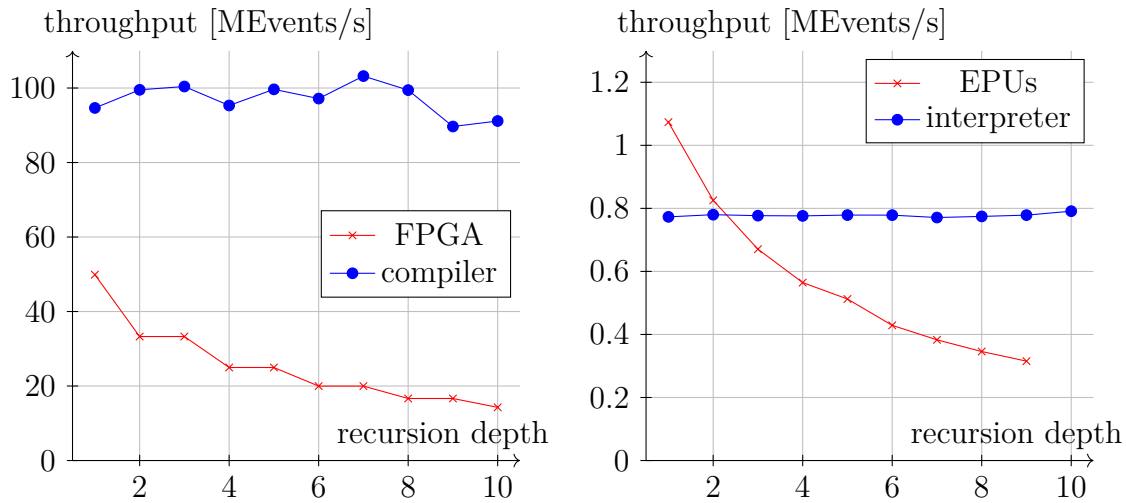 throughput [MEvents/s]
100
80
60
40
20
0
FPGA
compiler
recursion depth
2 4 6 8 10
throughput [MEvents/s]
1.2
1
0.8
0.6
0.4
0.2
0
EPUs
interpreter
recursion depth
2 4 6 8 10